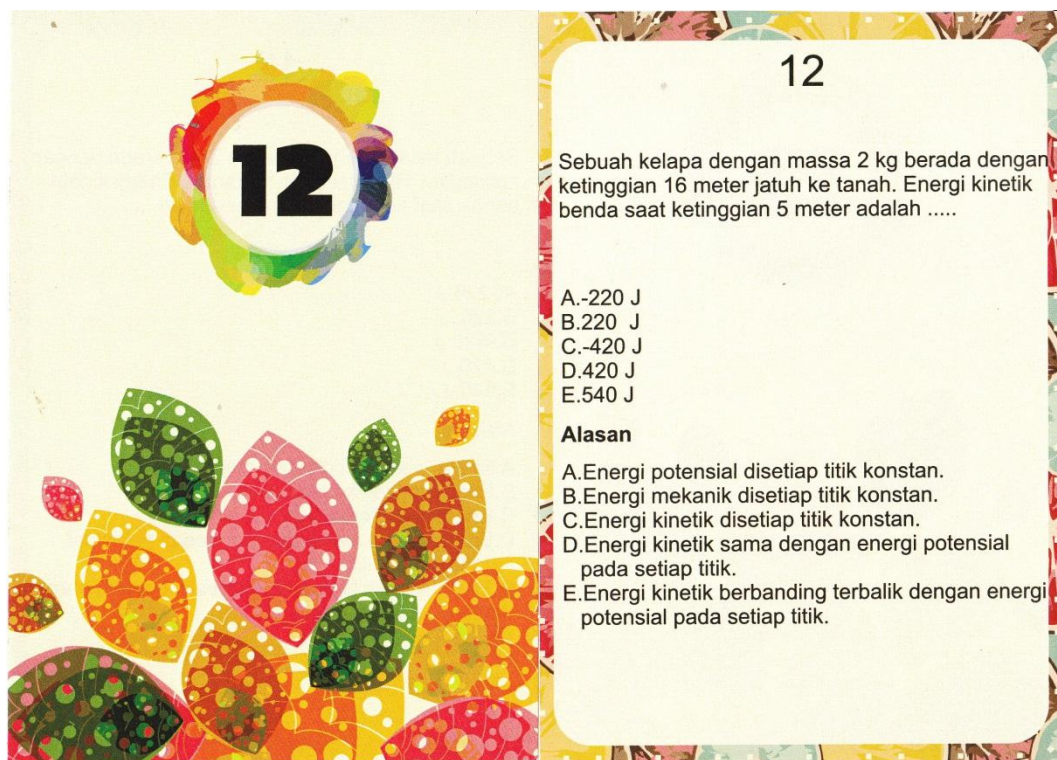 12
12
Sebuah kelapa dengan massa 2 kg berada dengan
ketinggian 16 meter jatuh ke tanah. Energi kinetik
benda saat ketinggian 5 meter adalah .....
A.-220 J
B.220  J
C.-420 J
D.420 J
E.540 J
Alasan
A.Energi potensial disetiap titik konstan.
B.Energi mekanik disetiap titik konstan.
C.Energi kinetik disetiap titik konstan.
D.Energi kinetik sama dengan energi potensial
pada setiap titik.
E.Energi kinetik berbanding terbalik dengan energi
potensial pada setiap titik.